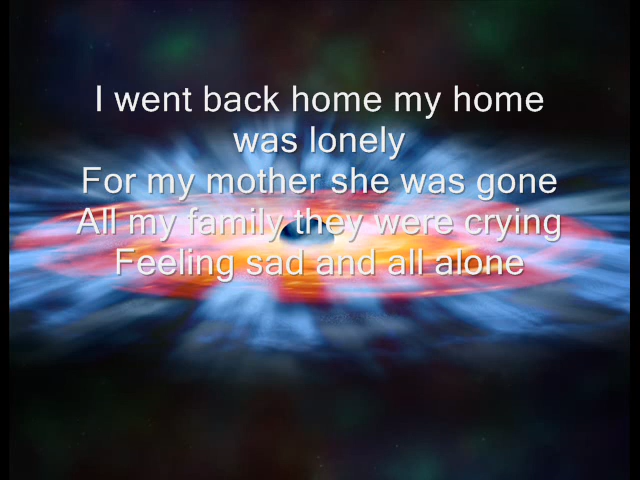 I went back home my home
was lonely
For my mother she was gone
All my family they were crying
Feeling sad and all alone